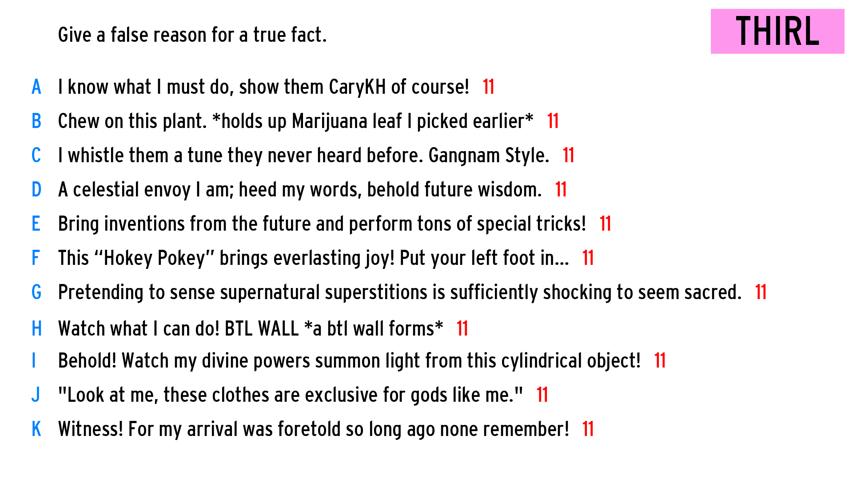 Give a false reason for a true fact.
THIRL
A I know what I must do, show them CaryKH of course! 11
B Chew on this plant. *holds up Marijuana leaf I picked earlier* 11
C I whistle them a tune they never heard before. Gangnam Style. 11
D A celestial envoy I am; heed my words, behold future wisdom. 11
E Bring inventions from the future and perform tons of special tricks! 11
F This “Hokey Pokey” brings everlasting joy! Put your left foot in... 11
G Pretending to sense supernatural superstitions is sufficiently shocking to seem sacred. 11
H Watch what I can do! BTL WALL *a btl wall forms* 11
I Behold! Watch my divine powers summon light from this cylindrical object! 11
J "Look at me, these clothes are exclusive for gods like me." 11
K Witness! For my arrival was foretold so long ago none remember! 11